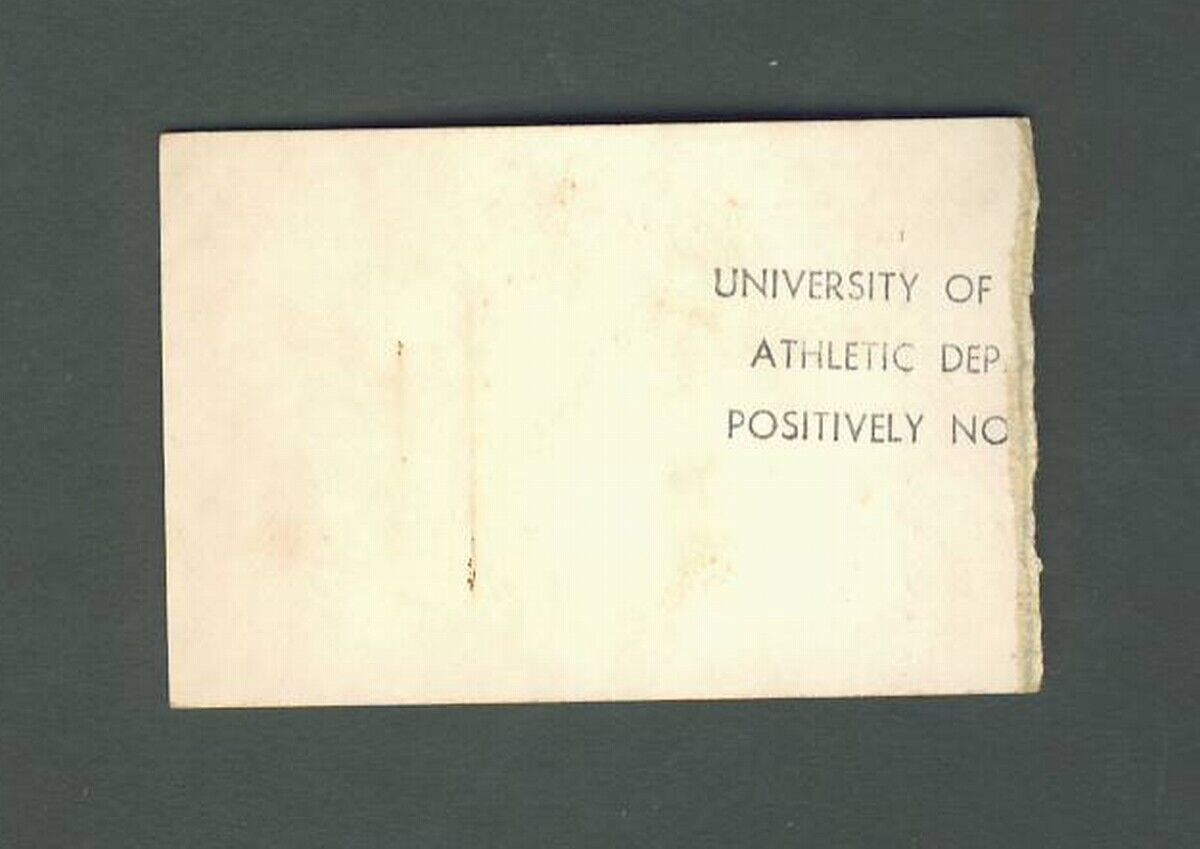 UNIVERSITY OF
ATHLETIC DEP
POSITIVELY NO